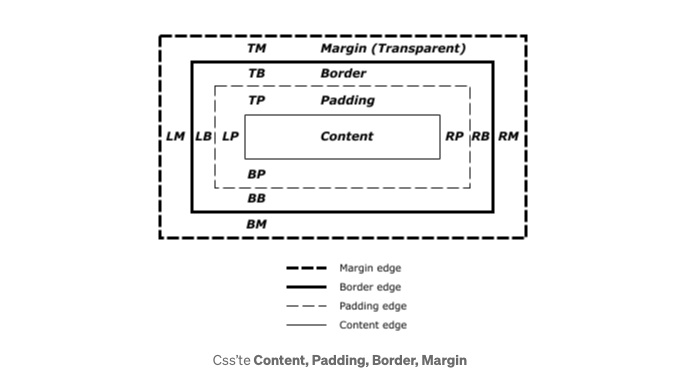 TM Margin (Transparent)
TB Border
TP Padding
LM LB LP Content RP RB RM
BP
BB
BM
Margin edge
Border edge
Padding edge
Content edge
Css'te Content, Padding, Border, Margin